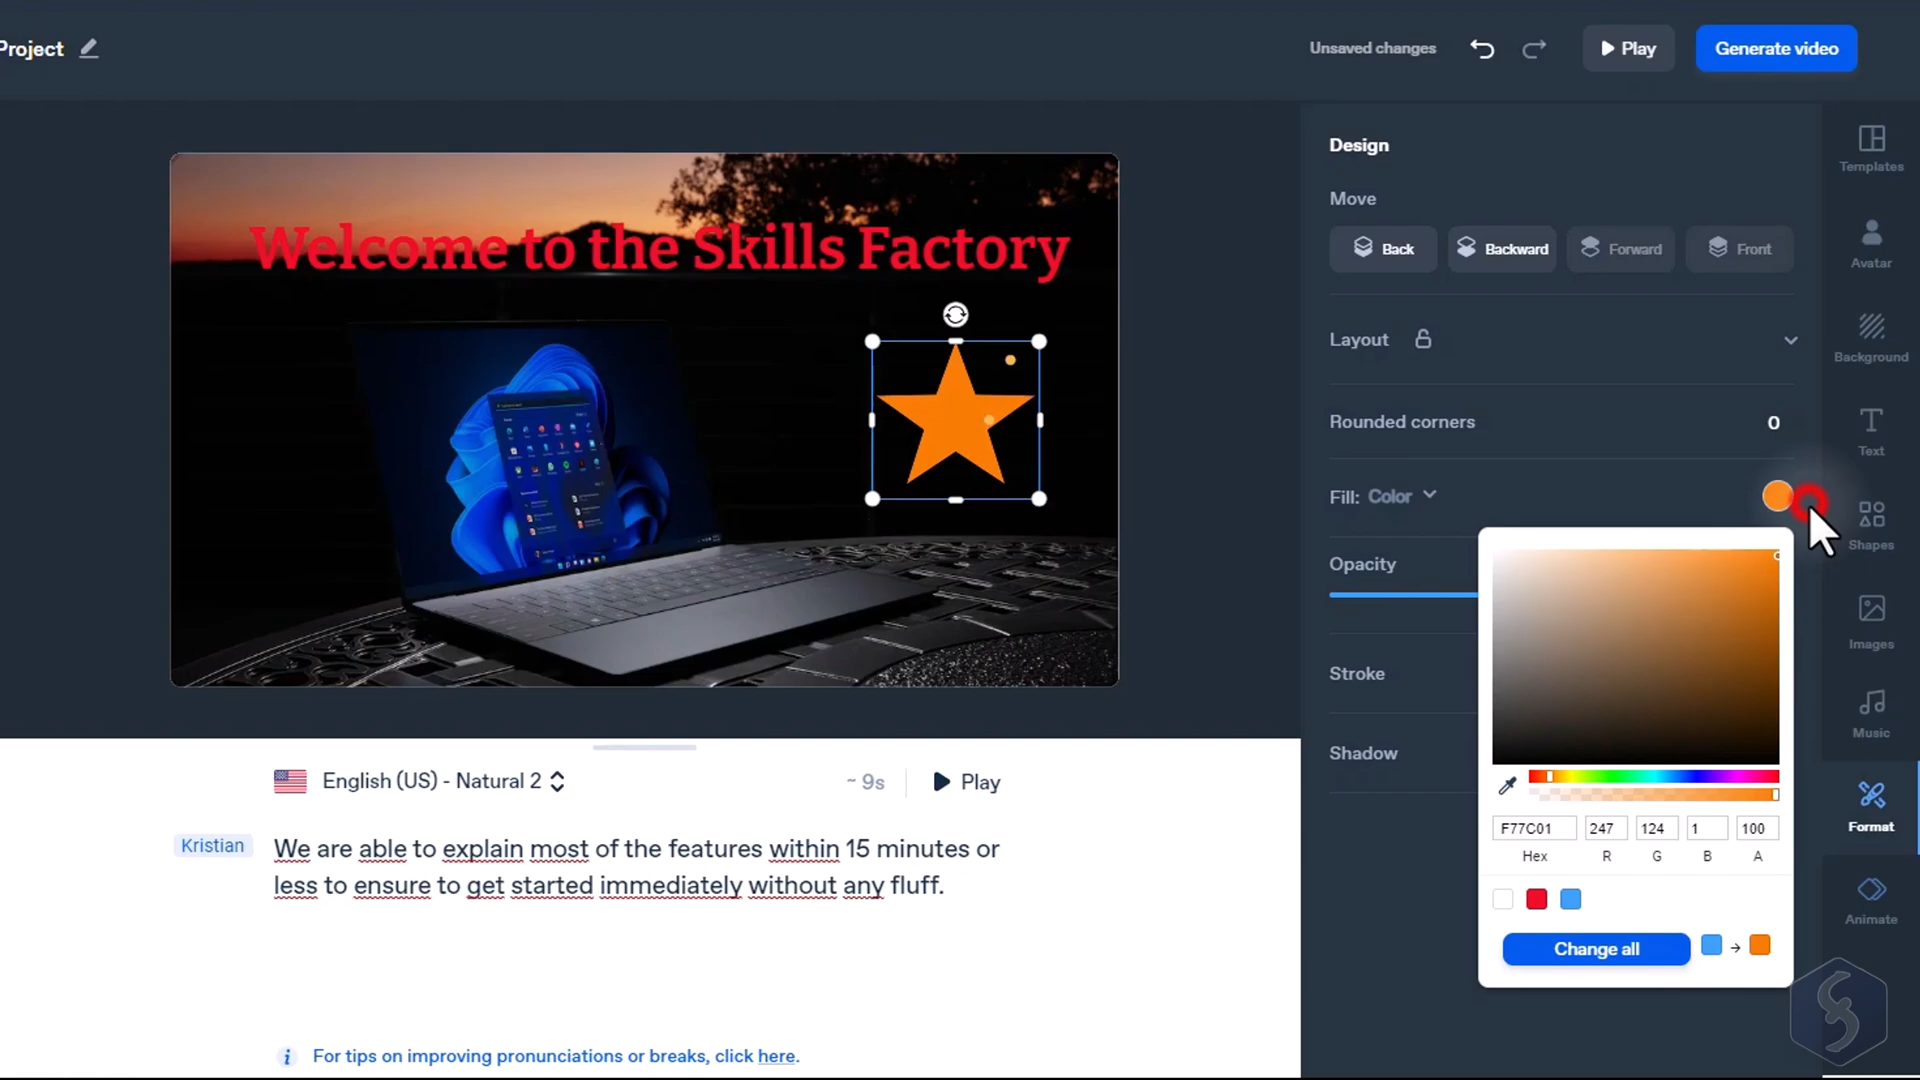 Project
Unsaved changes
Play
Generate video
Welcome to the Skills Factory
Design
Move
Back
Backward
Forward
Front
Layout
Rounded corners
0
Fill: Color
Opacity
Stroke
Shadow
F77C01
247
124
1
100
Hex
R
G
B
A
Change all
Templates
Avatar
Background
Text
Shapes
Images
Music
Format
Animate
English (US) - Natural 2
~ 9s
Play
Kristian
We are able to explain most of the features within 15 minutes or
less to ensure to get started immediately without any fluff.
For tips on improving pronunciations or breaks, click here.